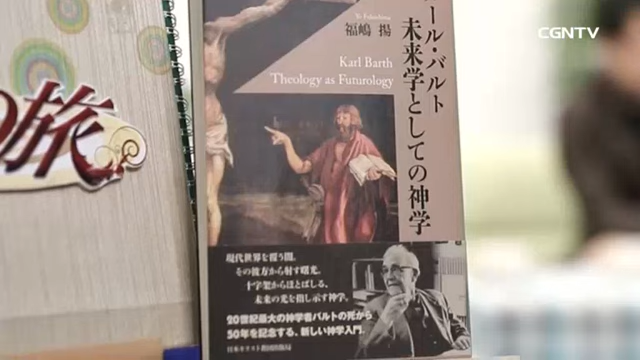 CGNTV
の旅
Yo Fukushima
福嶋 揚
ール・バルト
未来学としての神学
Karl Barth
Theology as Futurology
現代世界を覆う闇。
その彼方から射す曙光。
十字架からほとばしる、
未来の光を指し示す神学。
20世紀最大の神学者バルトの死から
50年を記念する、新しい神学入門。
日本キリスト教団出版局